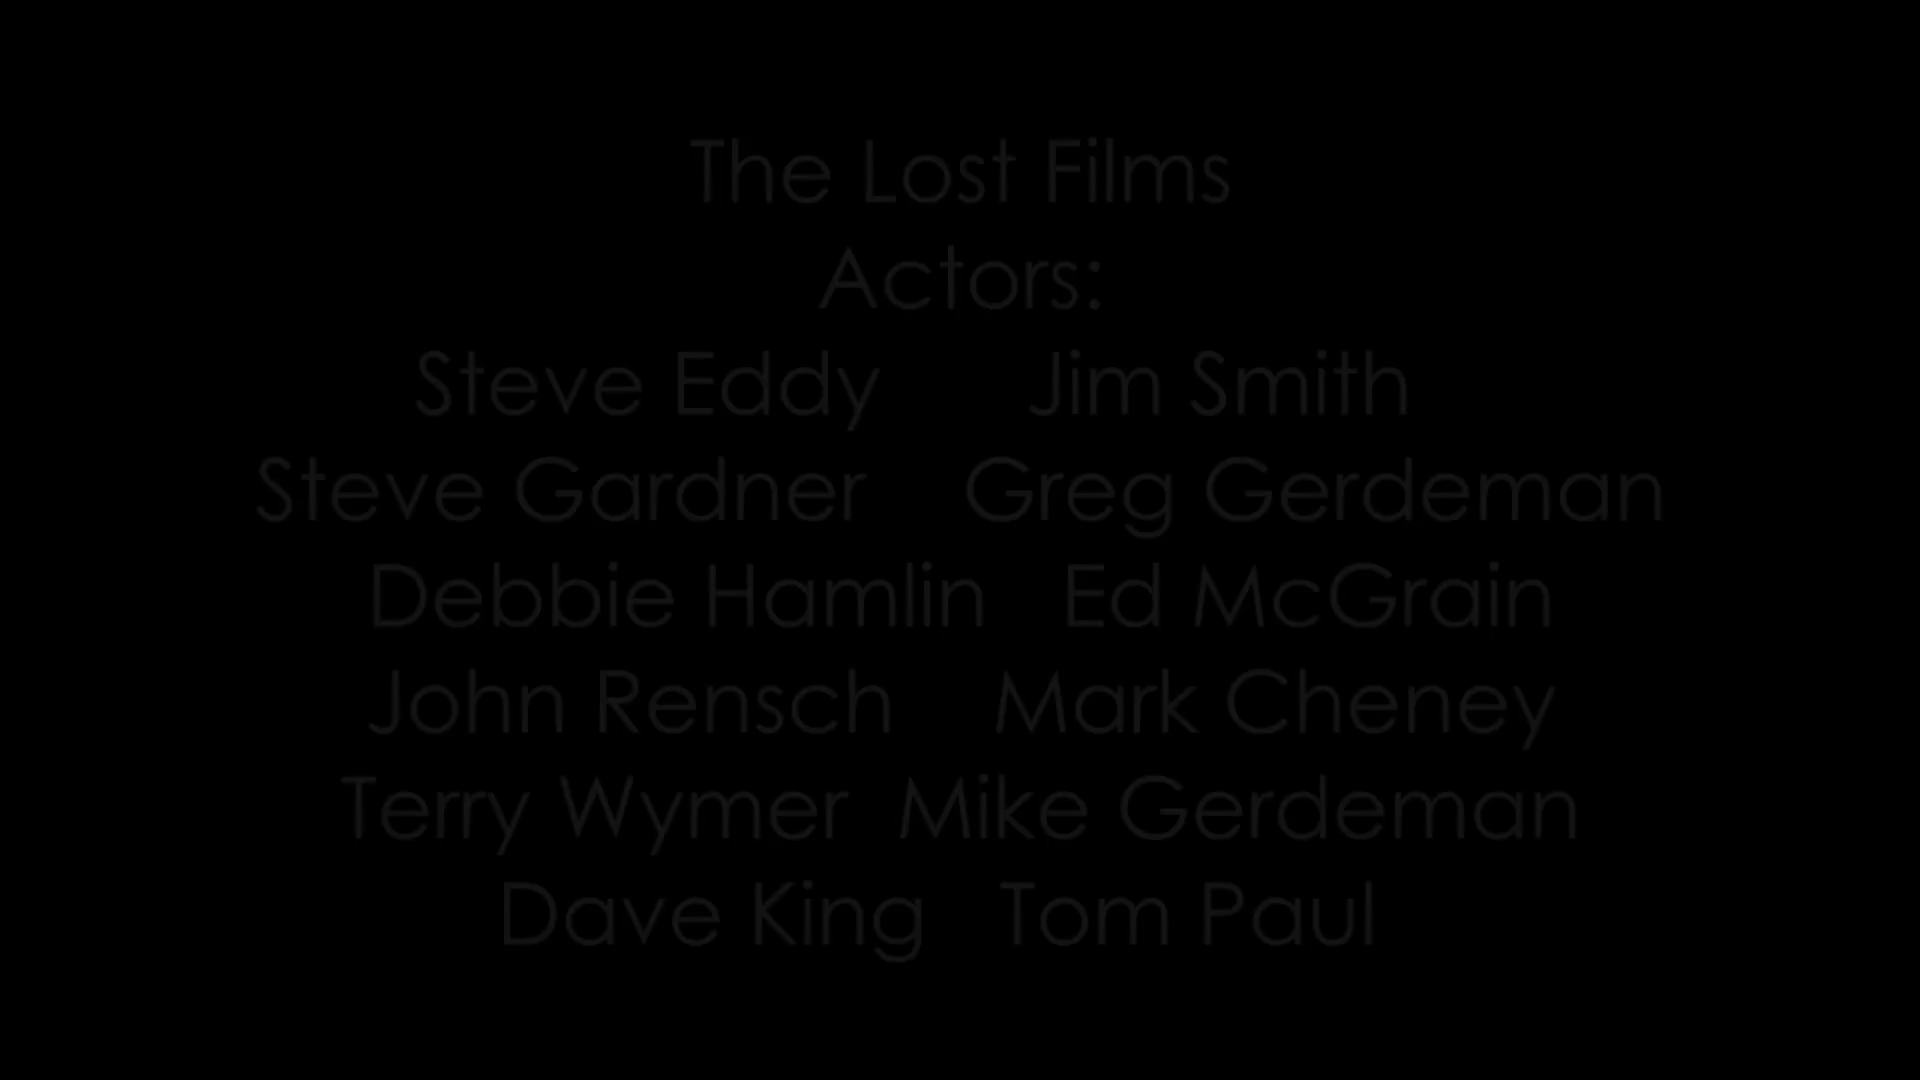 The Lost Films
Actors:
Steve Eddy Jim Smith
Steve Gardner Greg Gerdeman
Debbie Hamlin Ed McGrain
John Rensch Mark Cheney
Terry Wymer Mike Gerdeman
Dave King Tom Paul